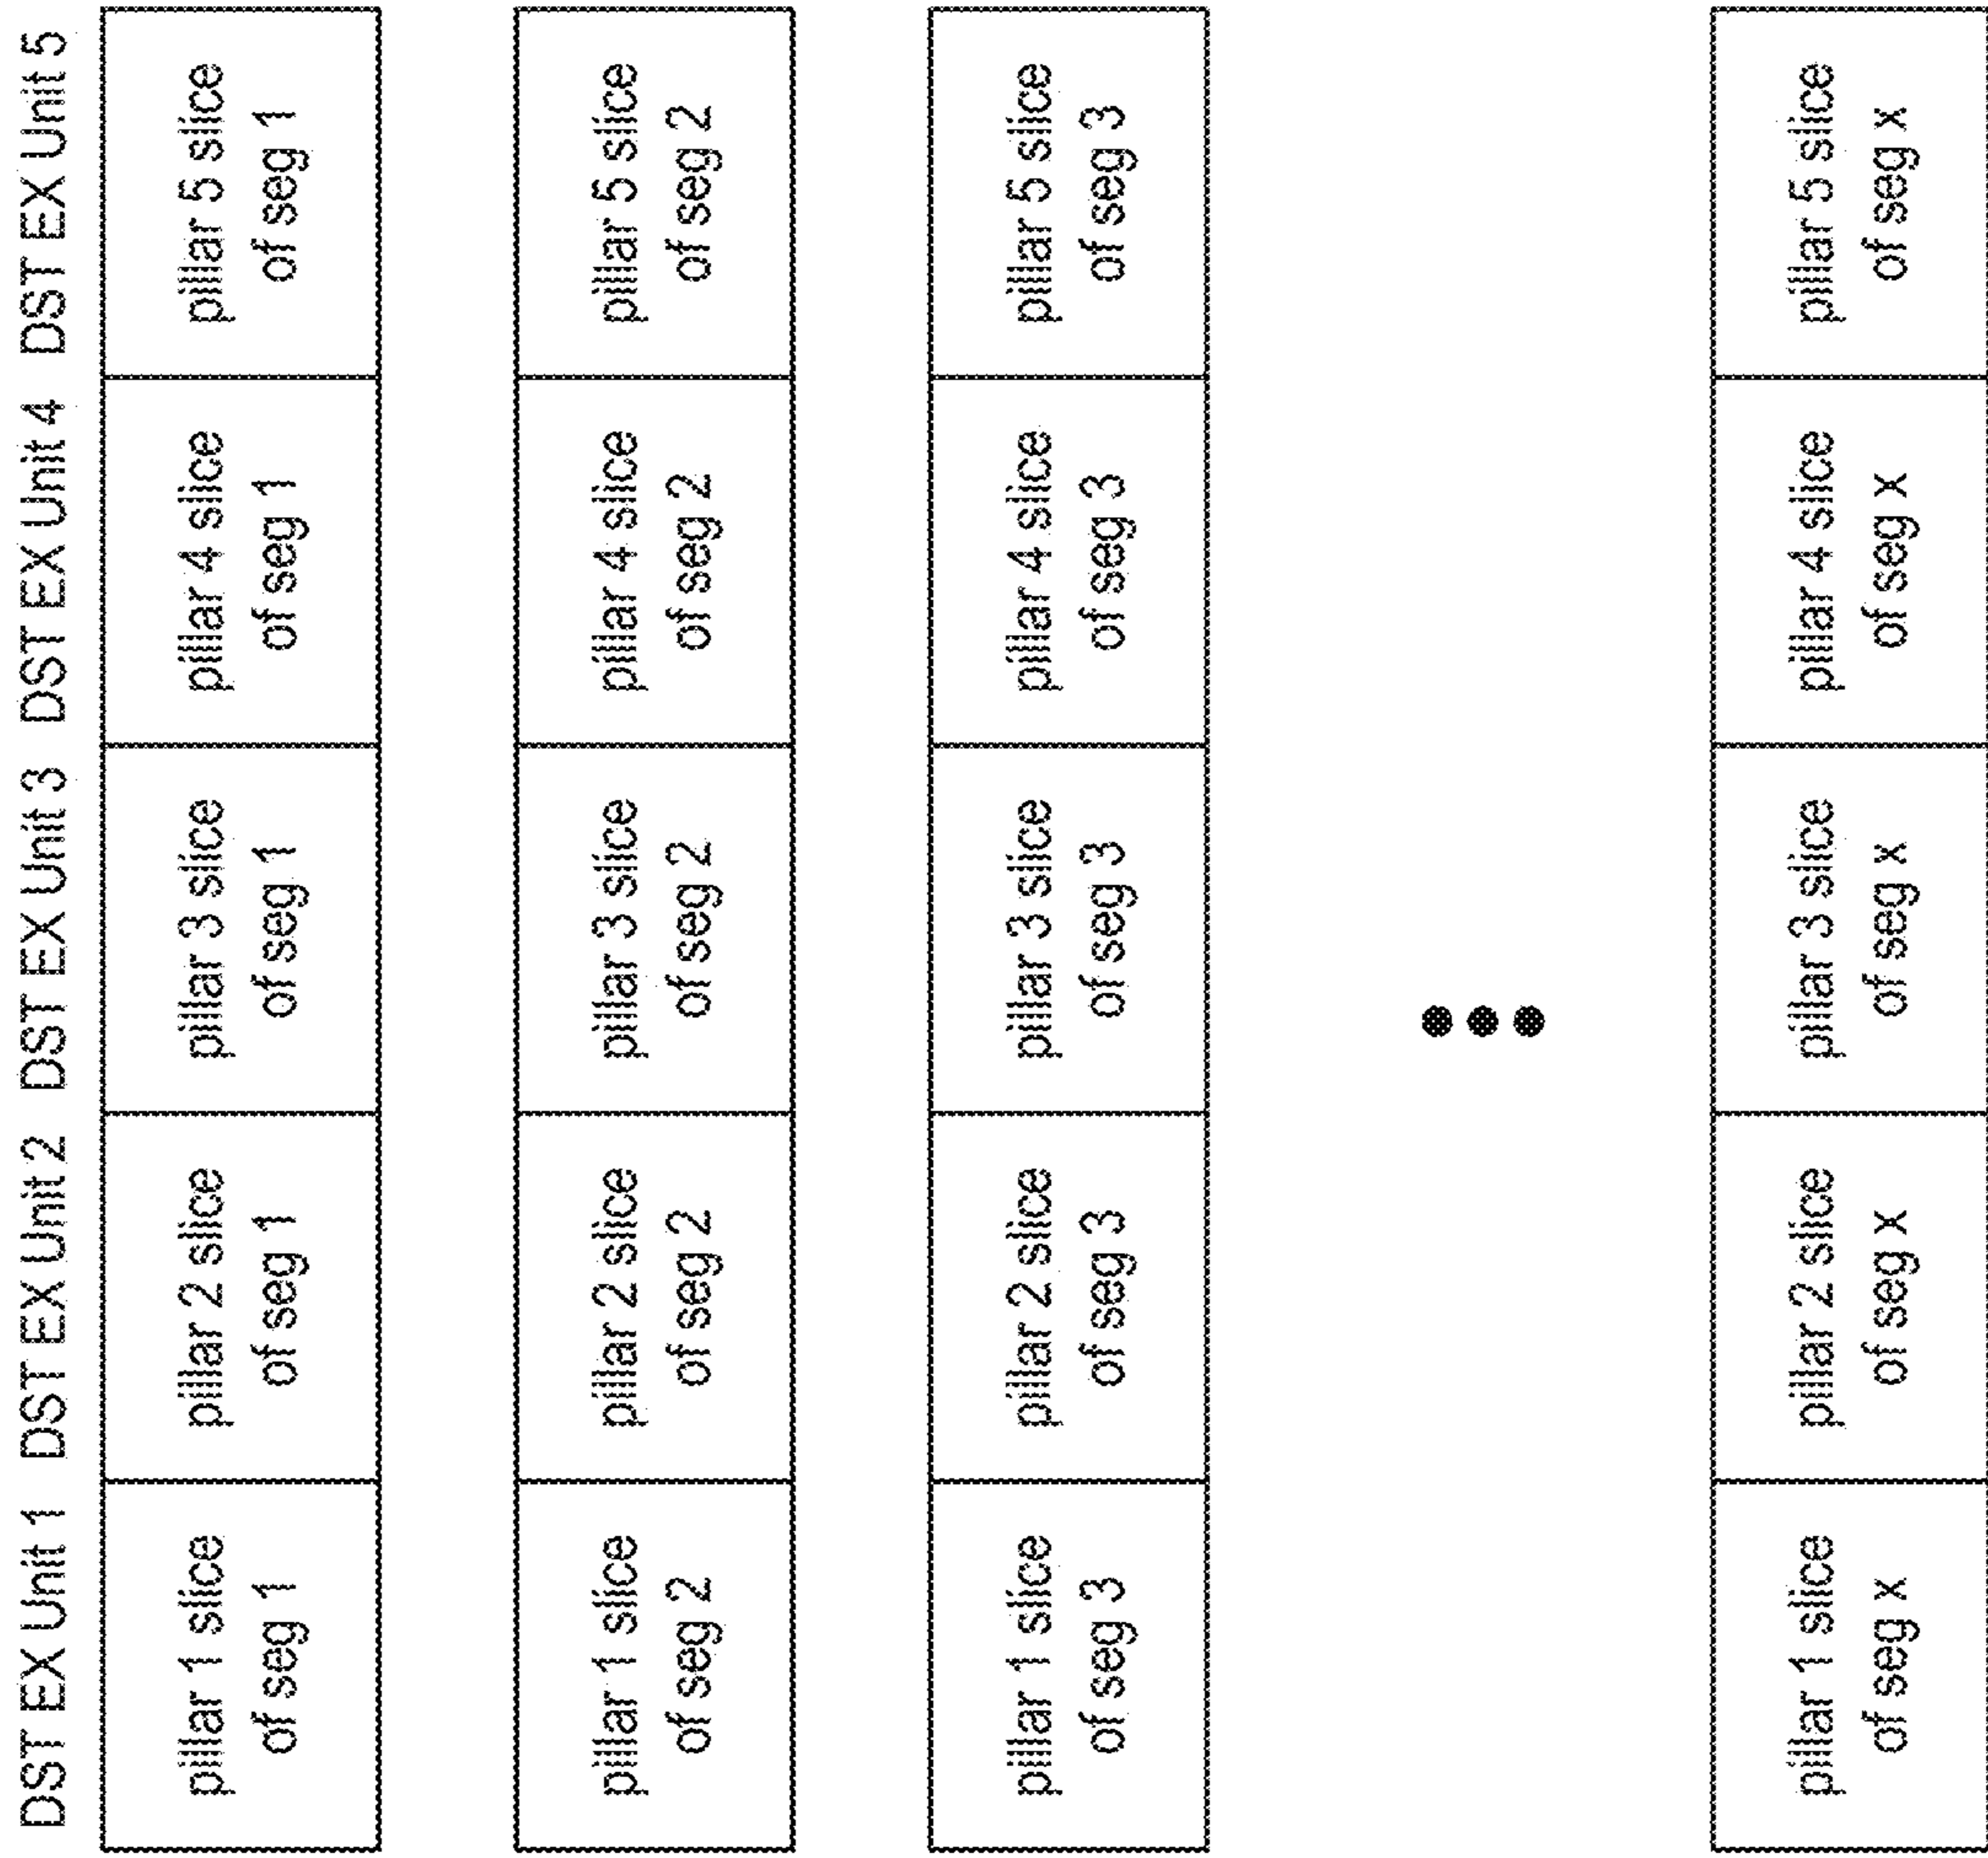 DST EX Unit 1 DST EX Unit 2 DST EX Unit 3 DST EX Unit 4 DST EX Unit 5
pillar 1 slice
of seg 1
pillar 2 slice
of seg 1
pillar 3 slice
of seg 1
pillar 4 slice
of seg 1
pillar 5 slice
of seg 1
pillar 1 slice
of seg 2
pillar 2 slice
of seg 2
pillar 3 slice
of seg 2
pillar 4 slice
of seg 2
pillar 5 slice
of seg 2
pillar 1 slice
of seg 3
pillar 2 slice
of seg 3
pillar 3 slice
of seg 3
pillar 4 slice
of seg 3
pillar 5 slice
of seg 3
pillar 1 slice
of seg x
pillar 2 slice
of seg x
pillar 3 slice
of seg x
pillar 4 slice
of seg x
pillar 5 slice
of seg x